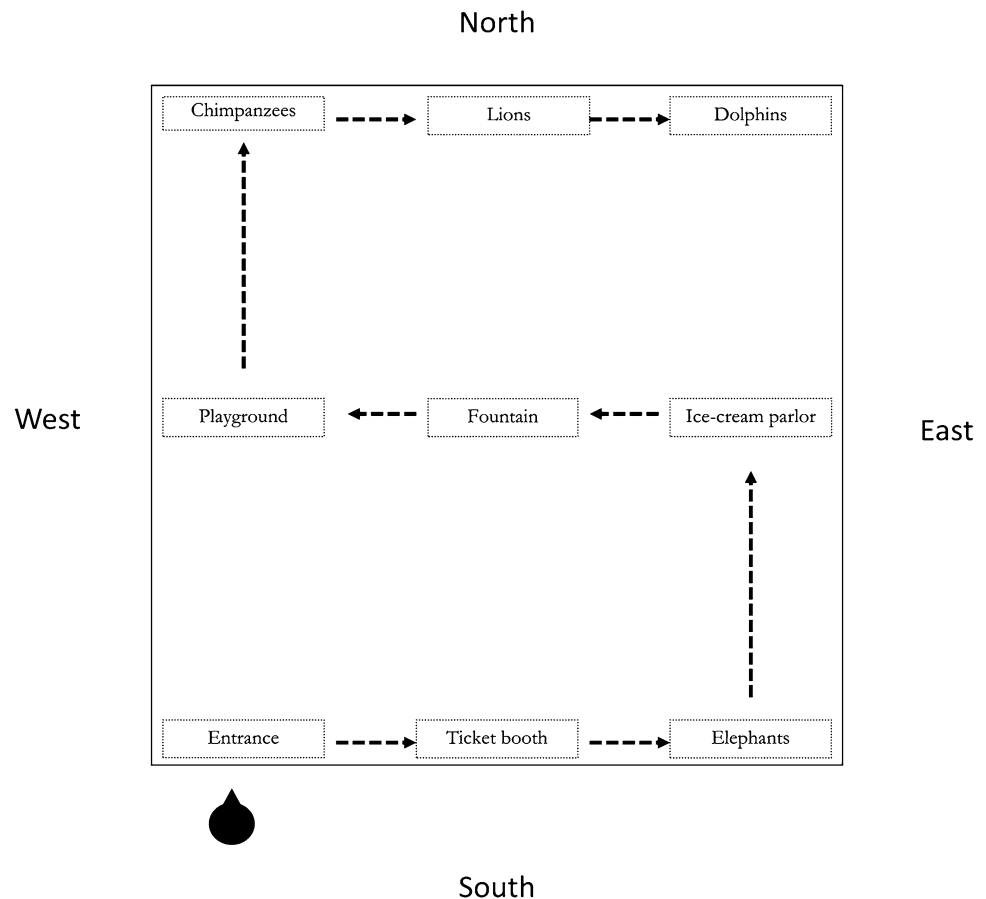 North
Chimpanzees
Lions
Dolphins
West
Playground
Fountain
Ice-cream parlor
East
Entrance
Ticket booth
Elephants
South